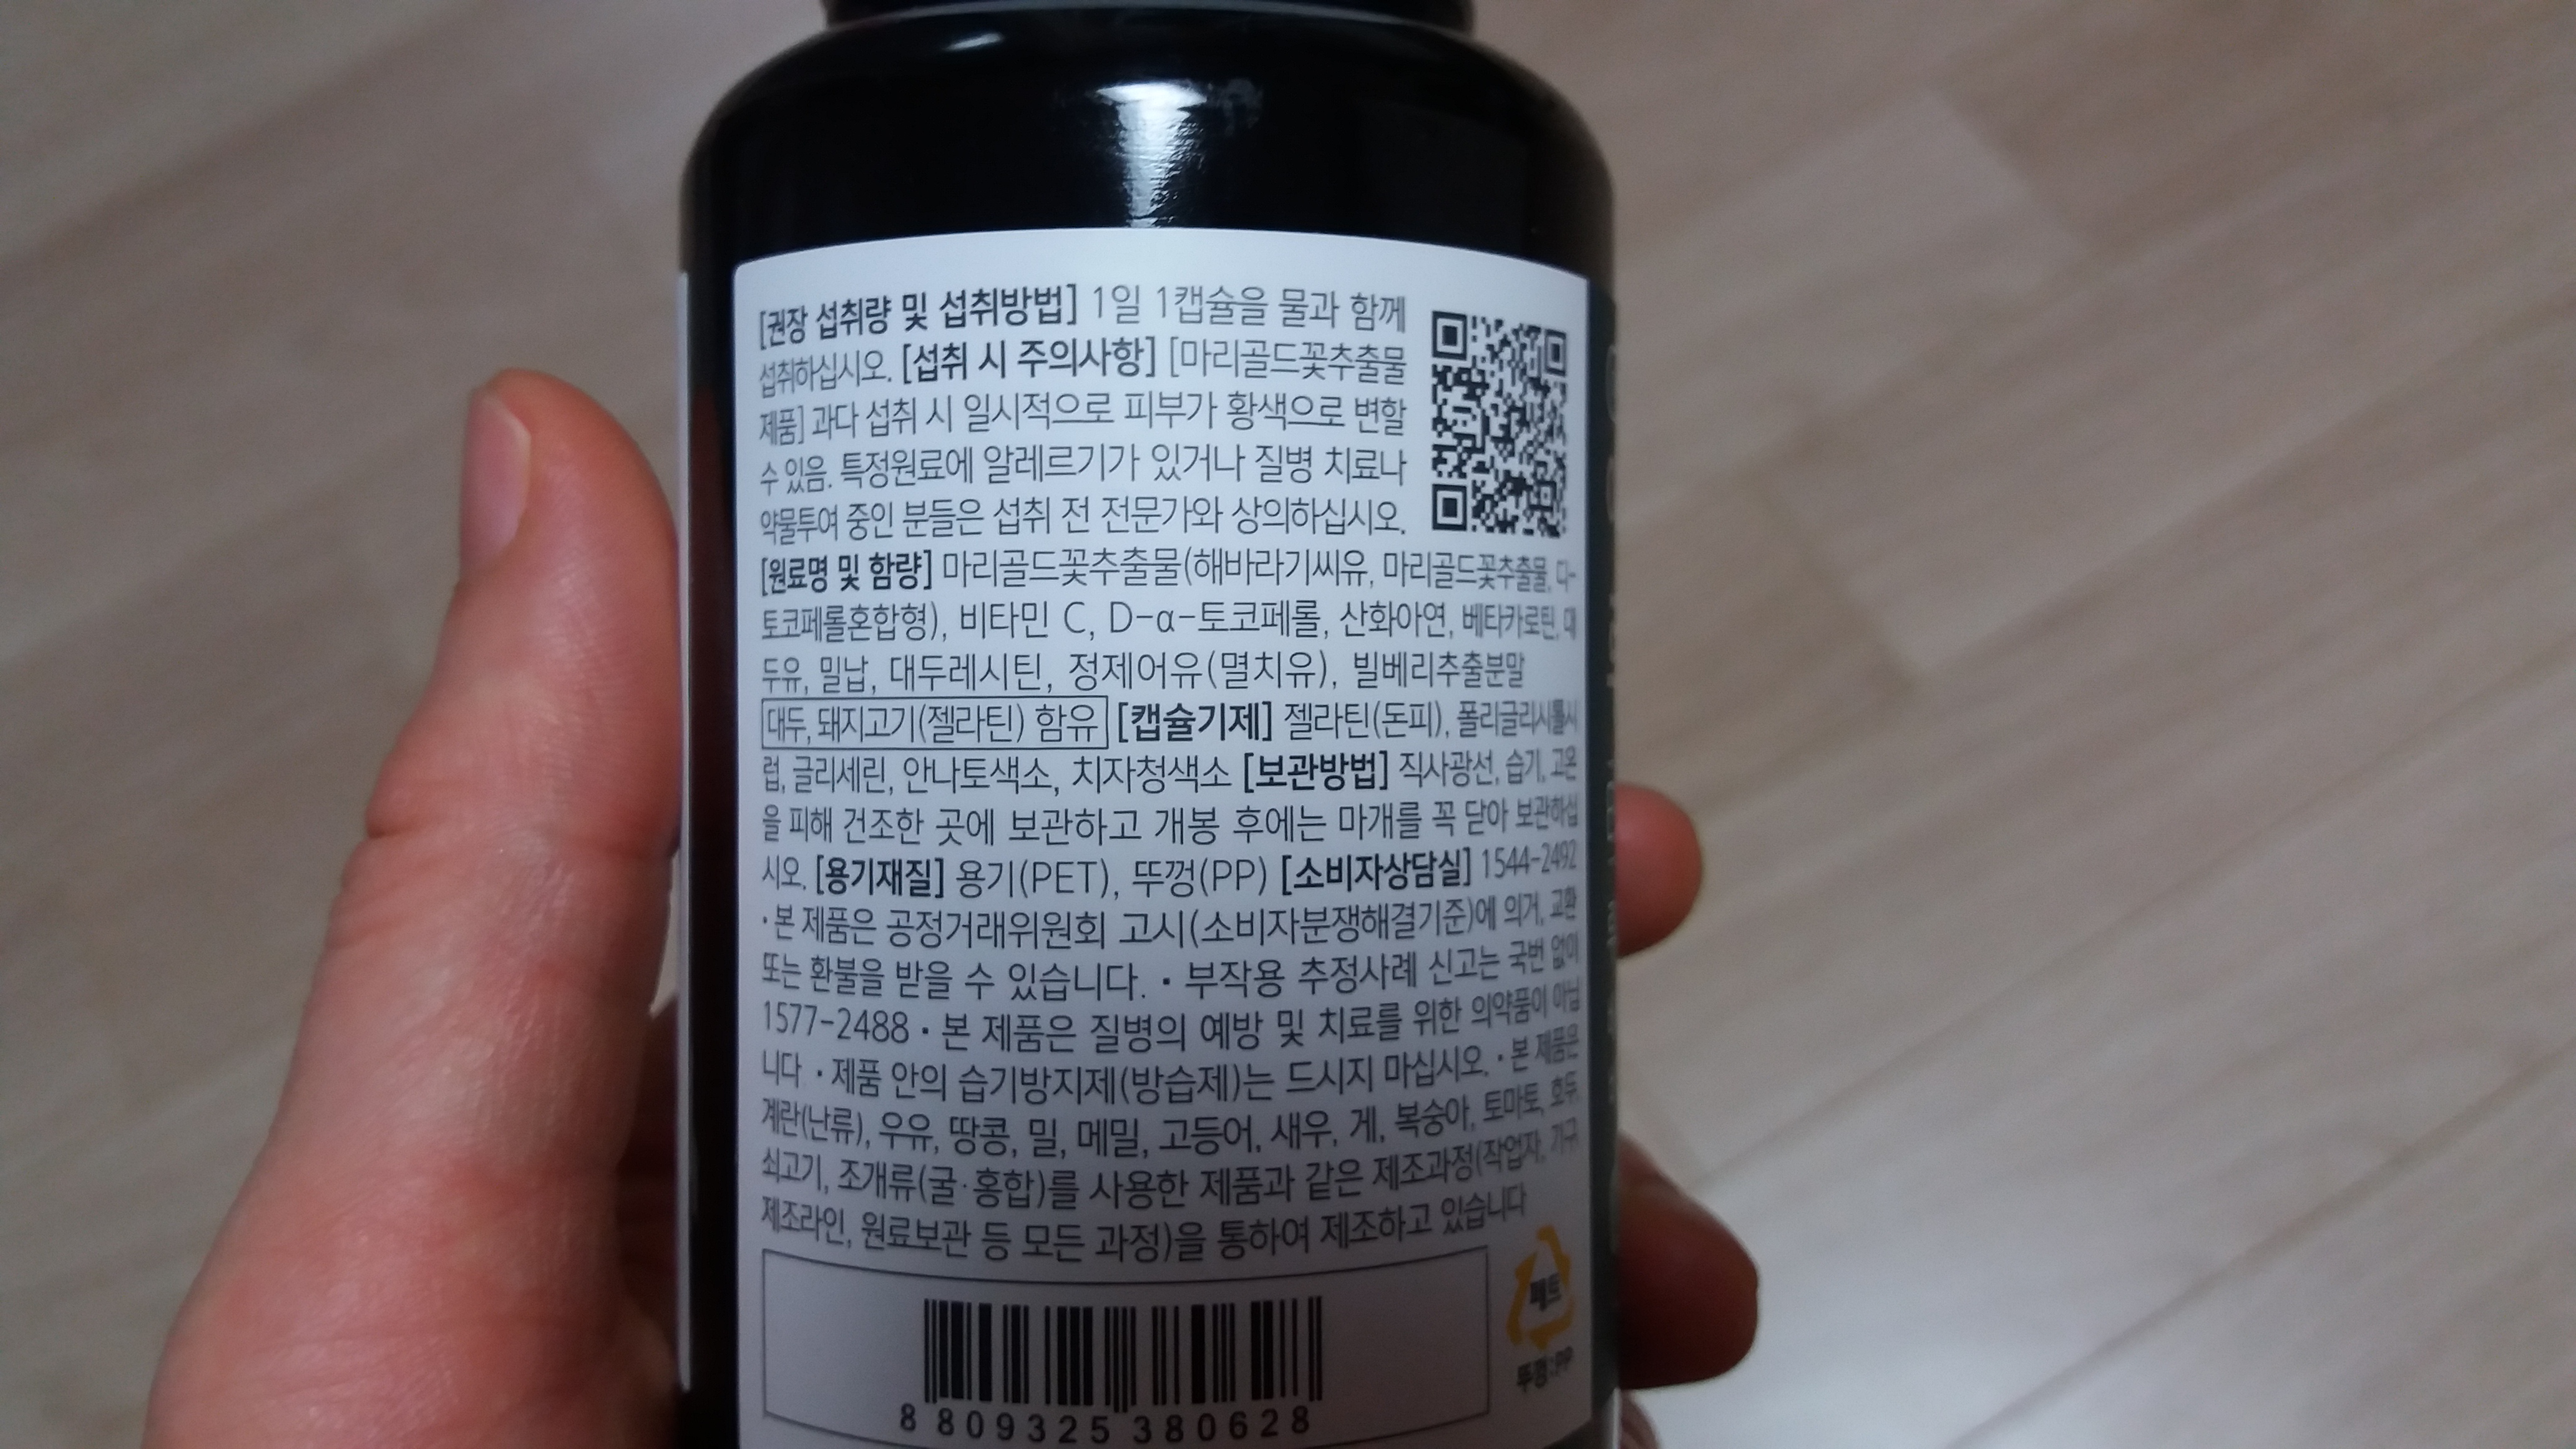 [권장 섭취량 및 섭취방법] 1일 1캡슐을 물과 함께
섭취하십시오. [섭취 시 주의사항] [마리골드꽃추출물
제품] 과다 섭취 시 일시적으로 피부가 황색으로 변할
수 있음. 특정원료에 알레르기가 있거나 질병 치료나
약물투여 중인 분들은 섭취 전 전문가와 상의하십시오.
[원료명 및 함량] 마리골드꽃추출물(해바라기씨유, 마리골드꽃추출물, d-
토코페롤혼합형), 비타민 C, D-α-토코페롤, 산화아연, 베타카로틴, 대
두유, 밀납, 대두레시틴, 정제어유(멸치유), 빌베리추출분말
대두, 돼지고기(젤라틴) 함유 [캡슐기제] 젤라틴(돈피), 폴리글리시톨시
럽, 글리세린, 안나토색소, 치자청색소 [보관방법] 직사광선, 습기, 고온
을 피해 건조한 곳에 보관하고 개봉 후에는 마개를 꼭 닫아 보관하십
시오. [용기재질] 용기(PET), 뚜껑(PP) [소비자상담실] 1544-2492
·본 제품은 공정거래위원회 고시(소비자분쟁해결기준)에 의거, 교환
또는 환불을 받을 수 있습니다. · 부작용 추정사례 신고는 국번 없이
1577-2488 · 본 제품은 질병의 예방 및 치료를 위한 의약품이 아닙
니다 · 제품 안의 습기방지제(방습제)는 드시지 마십시오. · 본 제품은
계란(난류), 우유, 땅콩, 밀, 메밀, 고등어, 새우, 게, 복숭아, 토마토, 호두,
쇠고기, 조개류(굴·홍합)를 사용한 제품과 같은 제조과정(작업자, 기구
제조라인, 원료보관 등 모든 과정)을 통하여 제조하고 있습니다
페트
뚜껑:PP
8 809325 380628